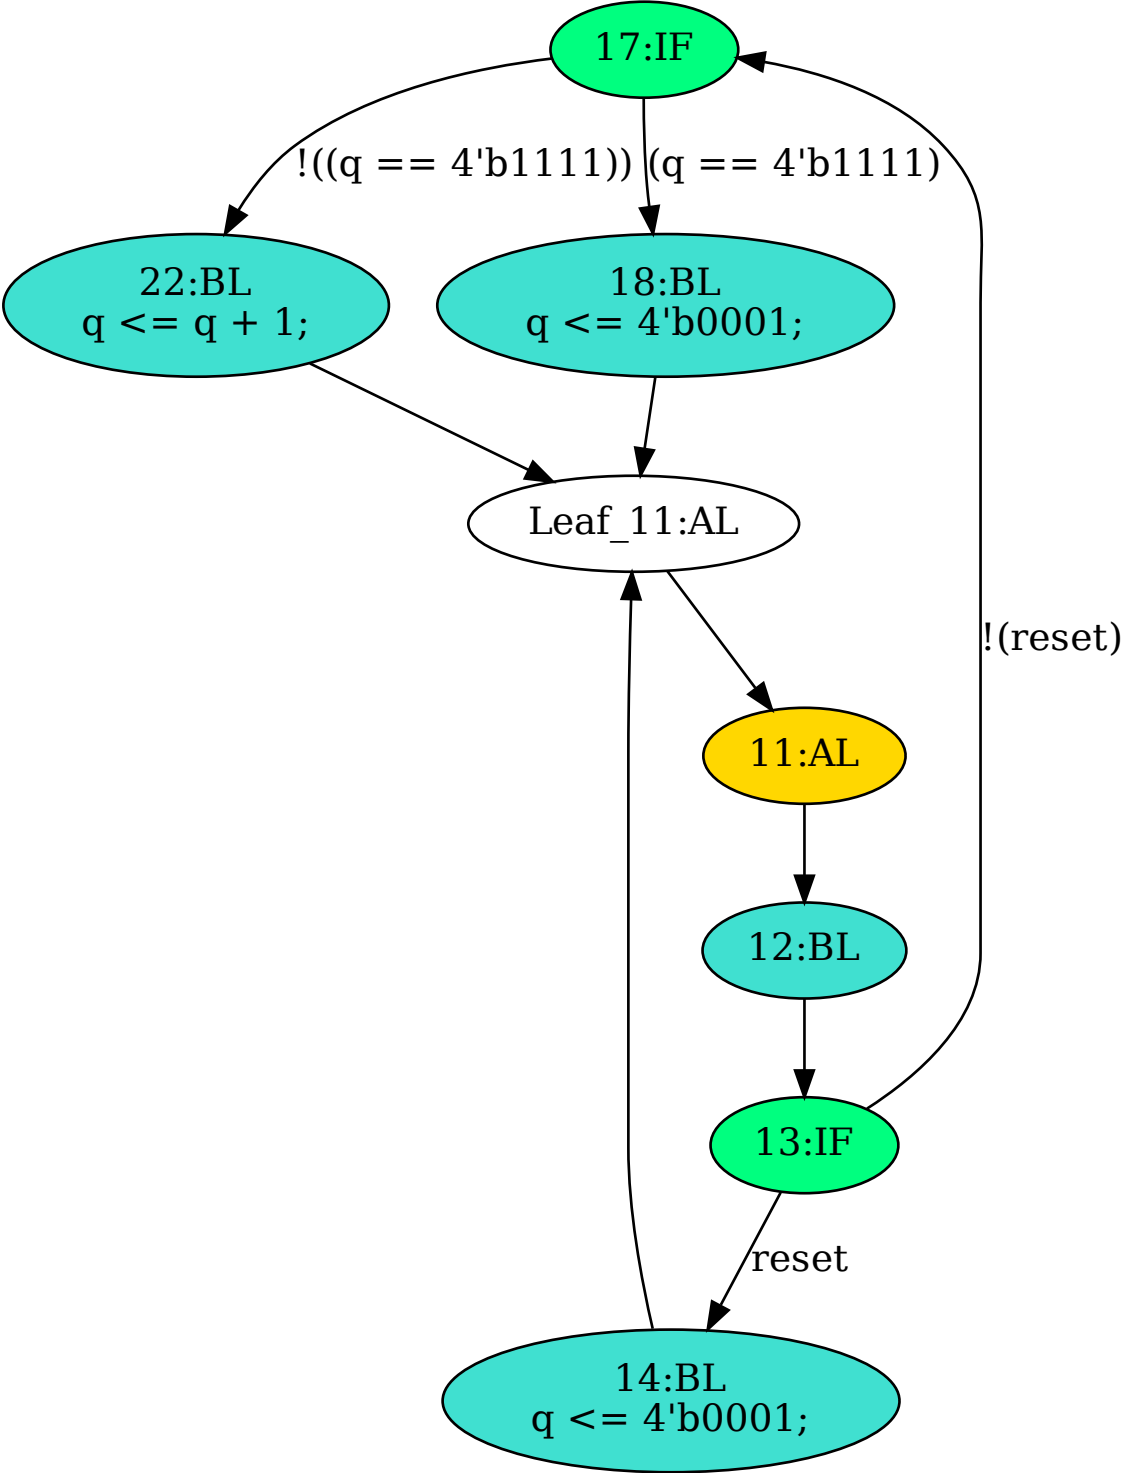 17:IF
!((q == 4'b1111))
(q == 4'b1111)
22:BL
q <= q + 1;
18:BL
q <= 4'b0001;
Leaf_11:AL
!(reset)
11:AL
12:BL
13:IF
reset
14:BL
q <= 4'b0001;